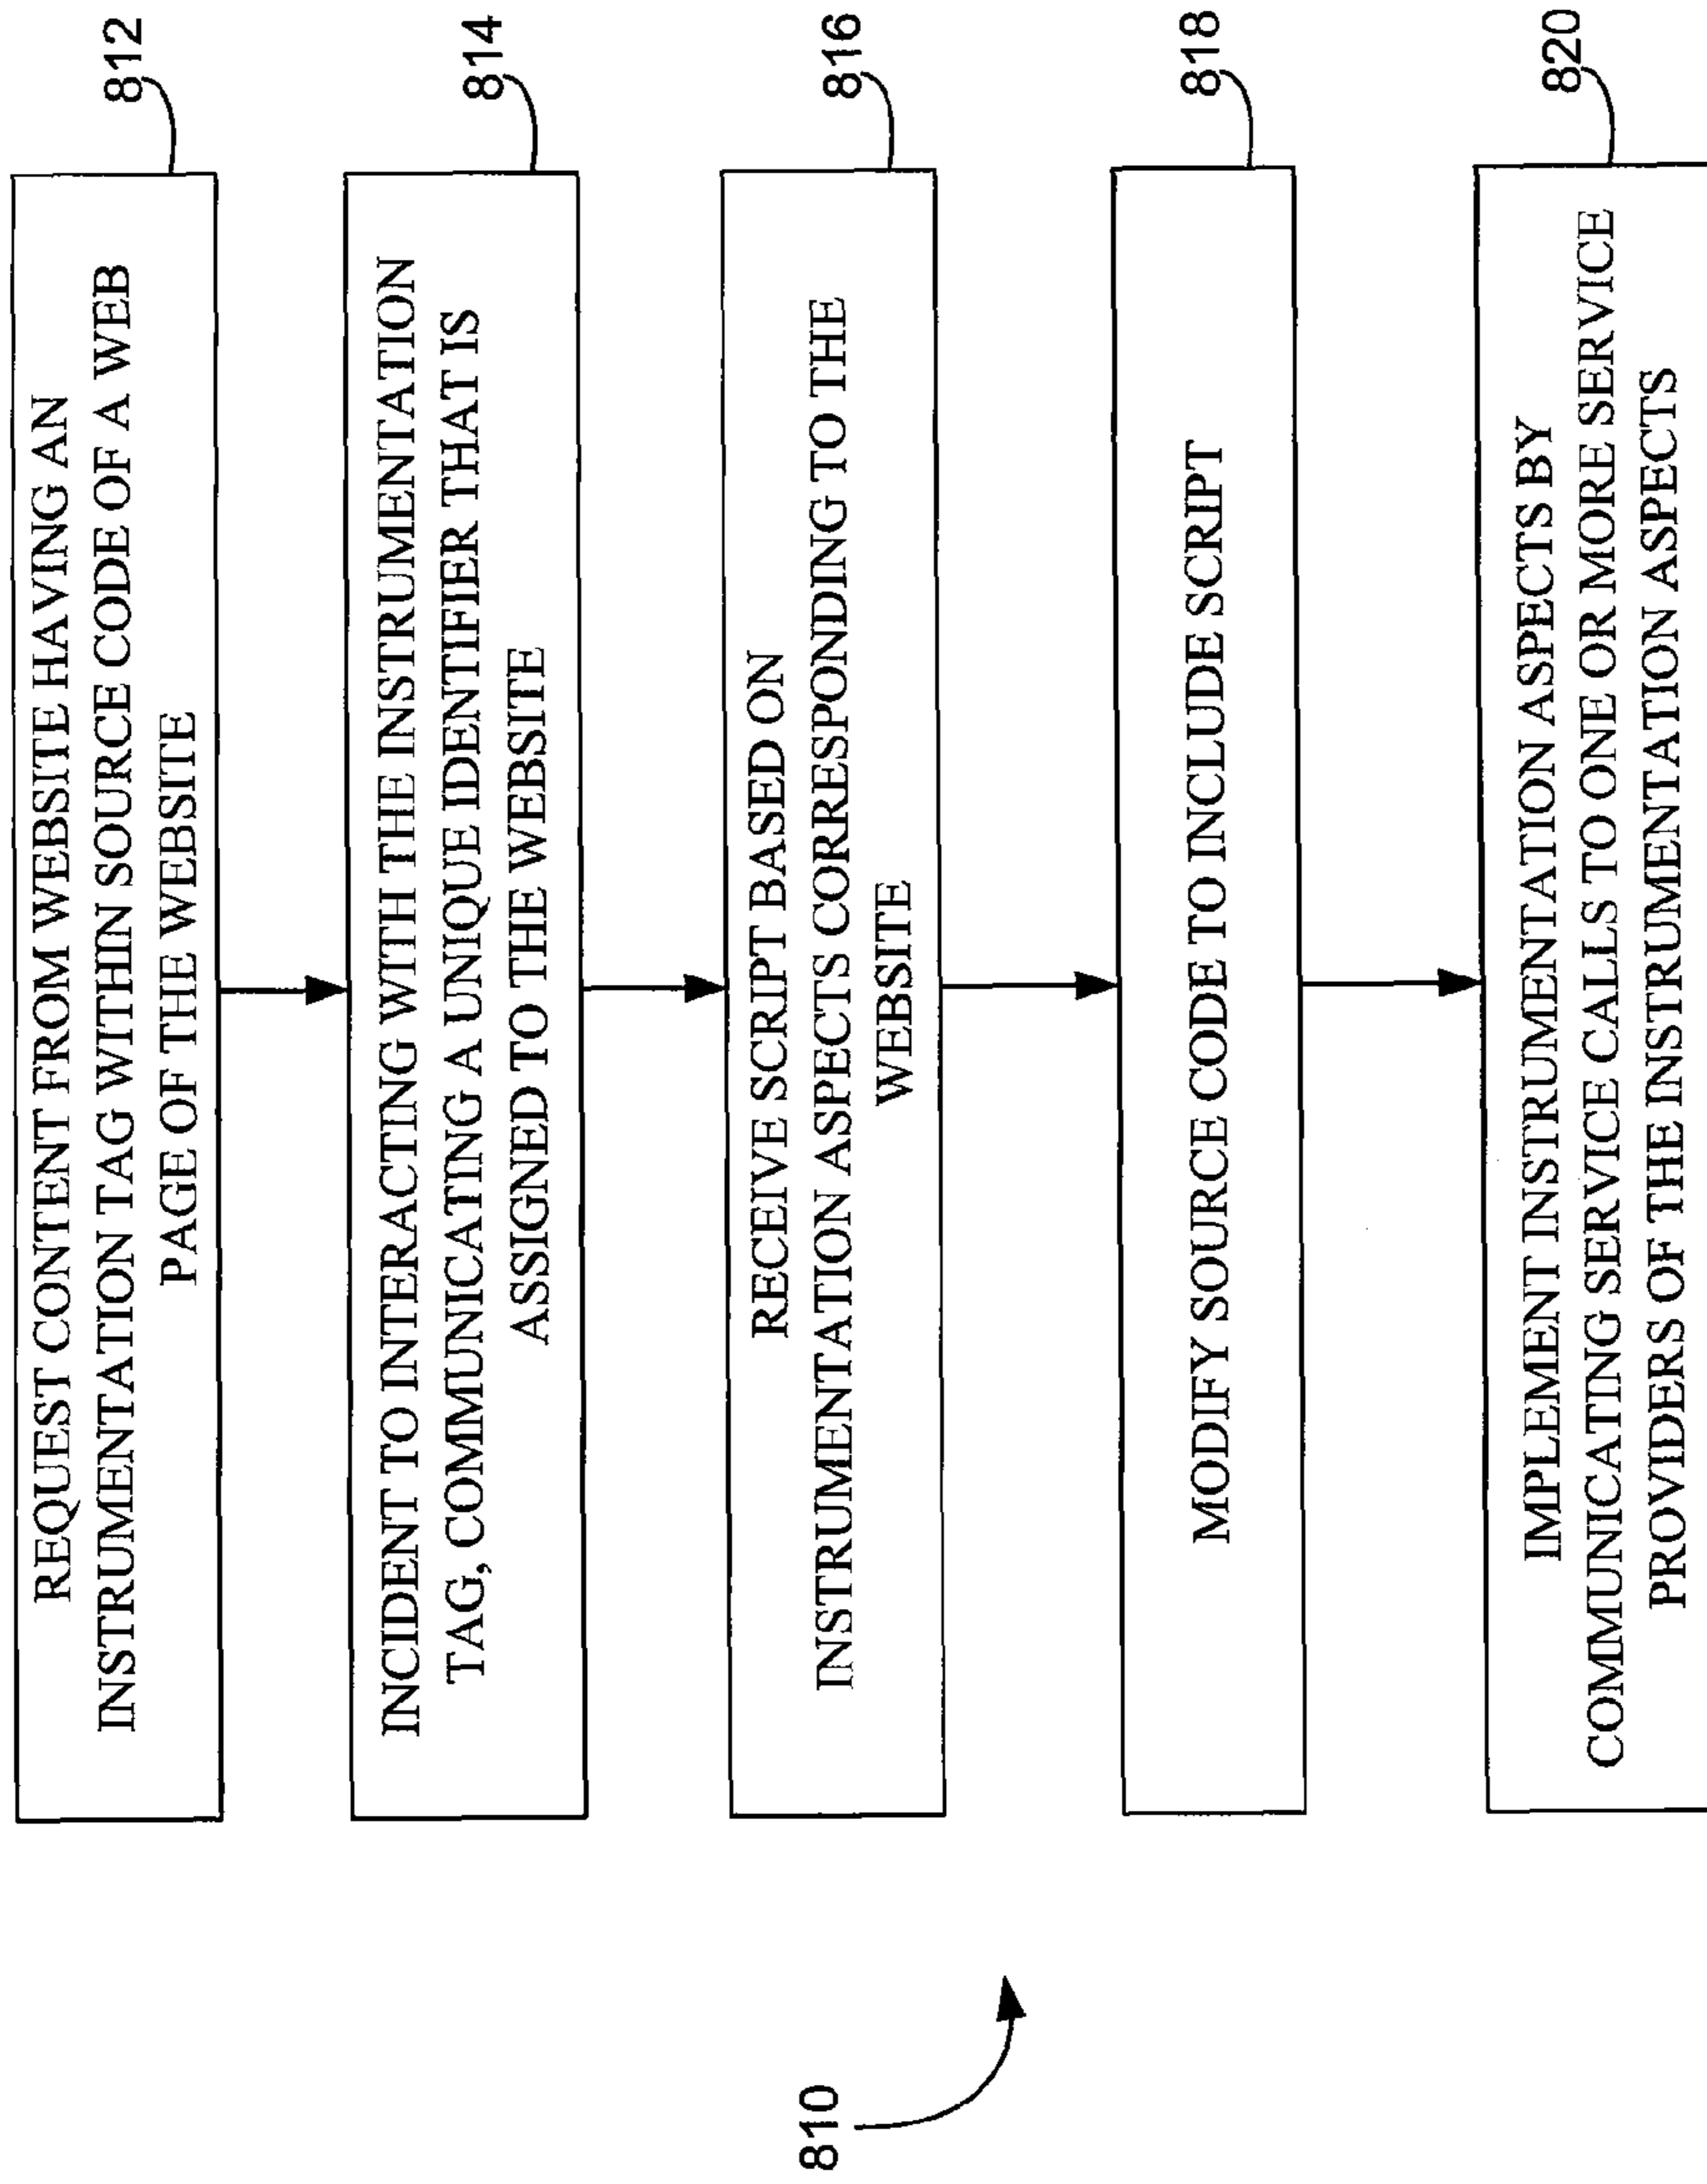 REQUEST CONTENT FROM WEBSITE HAVING AN
INSTRUMENTATION TAG WITHIN SOURCE CODE OF A WEB
PAGE OF THE WEBSITE
812
INCIDENT TO INTERACTING WITH THE INSTRUMENTATION
TAG, COMMUNICATING A UNIQUE IDENTIFIER THAT IS
ASSIGNED TO THE WEBSITE
814
RECEIVE SCRIPT BASED ON
INSTRUMENTATION ASPECTS CORRESPONDING TO THE
WEBSITE
816
MODIFY SOURCE CODE TO INCLUDE SCRIPT
818
IMPLEMENT INSTRUMENTATION ASPECTS BY
COMMUNICATING SERVICE CALLS TO ONE OR MORE SERVICE
PROVIDERS OF THE INSTRUMENTATION ASPECTS
820
810